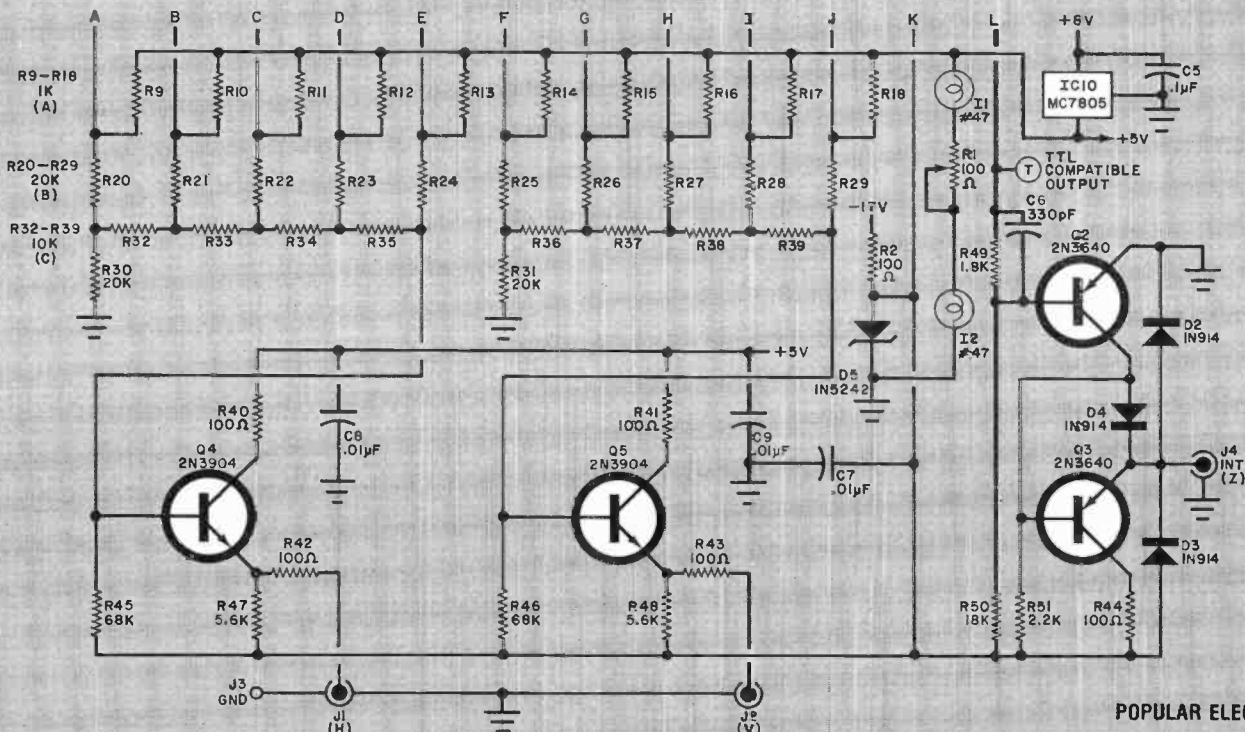 A B C D E F G H I J K L
+8V
R9-R18
1K
(A)
R9 R10 R11 R12 R13 R14 R15 R16 R17 R18
I1
#47
IC10
MC7805
C5
.1µF
+5V
R20-R29
20K
(B)
R20 R21 R22 R23 R24 R25 R26 R27 R28 R29
R1
100
Ω
T
TTL
COMPATIBLE
OUTPUT
R32-R39
10K
(C)
R32 R33 R34 R35 R36 R37 R38 R39
-17V
C6
330pF
R30
20K
R31
20K
R2
100
Ω
R49
1.8K
Q2
2N3640
I2
#47
D2
1N914
+5V
D5
1N5242
R40
100Ω
C8
.01µF
R41
100Ω
C9
.01µF
D4
1N914
Q4
2N3904
Q5
2N3904
C7
.01µF
Q3
2N3640
J4
INT
(Z)
R42
100Ω
R43
100Ω
D3
1N914
R45
68K
R47
5.6K
R46
68K
R48
5.6K
R50
18K
R51
2.2K
R44
100Ω
J3
GND
J1
(H)
J2
(V)
POPULAR ELE